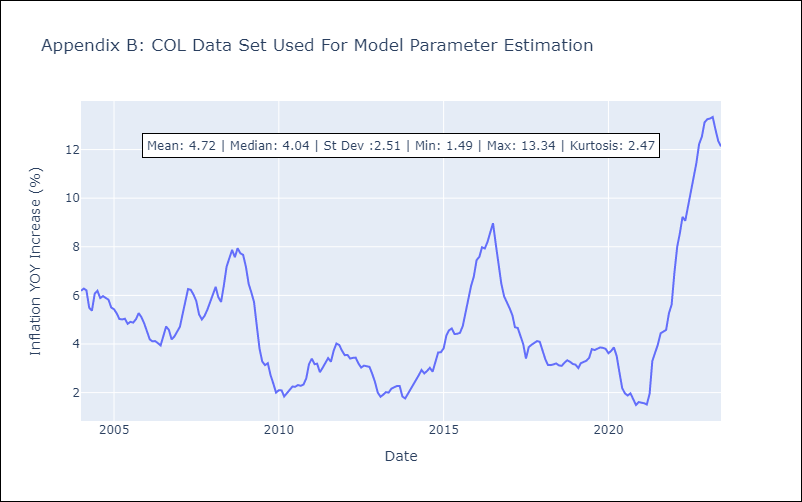 Appendix B: COL Data Set Used For Model Parameter Estimation
Mean: 4.72 | Median: 4.04 | St Dev :2.51 | Min: 1.49 | Max: 13.34 | Kurtosis: 2.47
Inflation YOY Increase (%)
12
10
8
6
4
2
2005
2010
2015
2020
Date